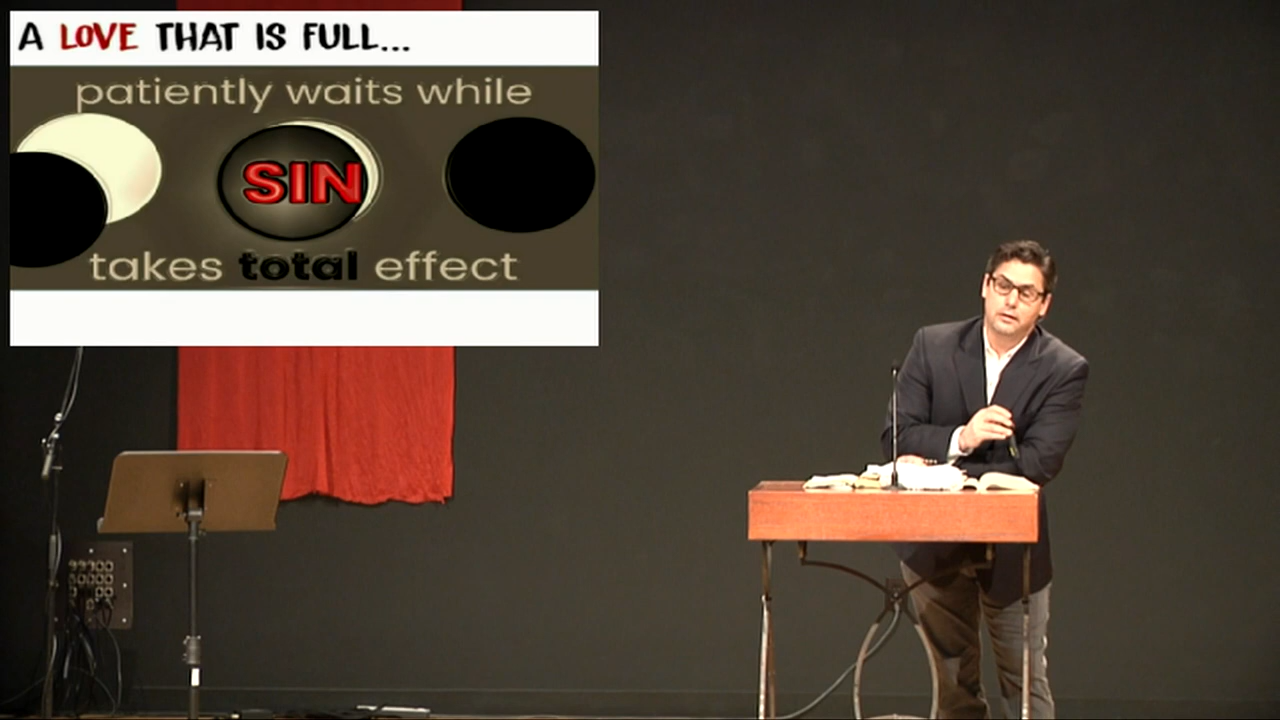 A LOVE THAT IS FULL...
patiently waits while
SIN
takes total effect